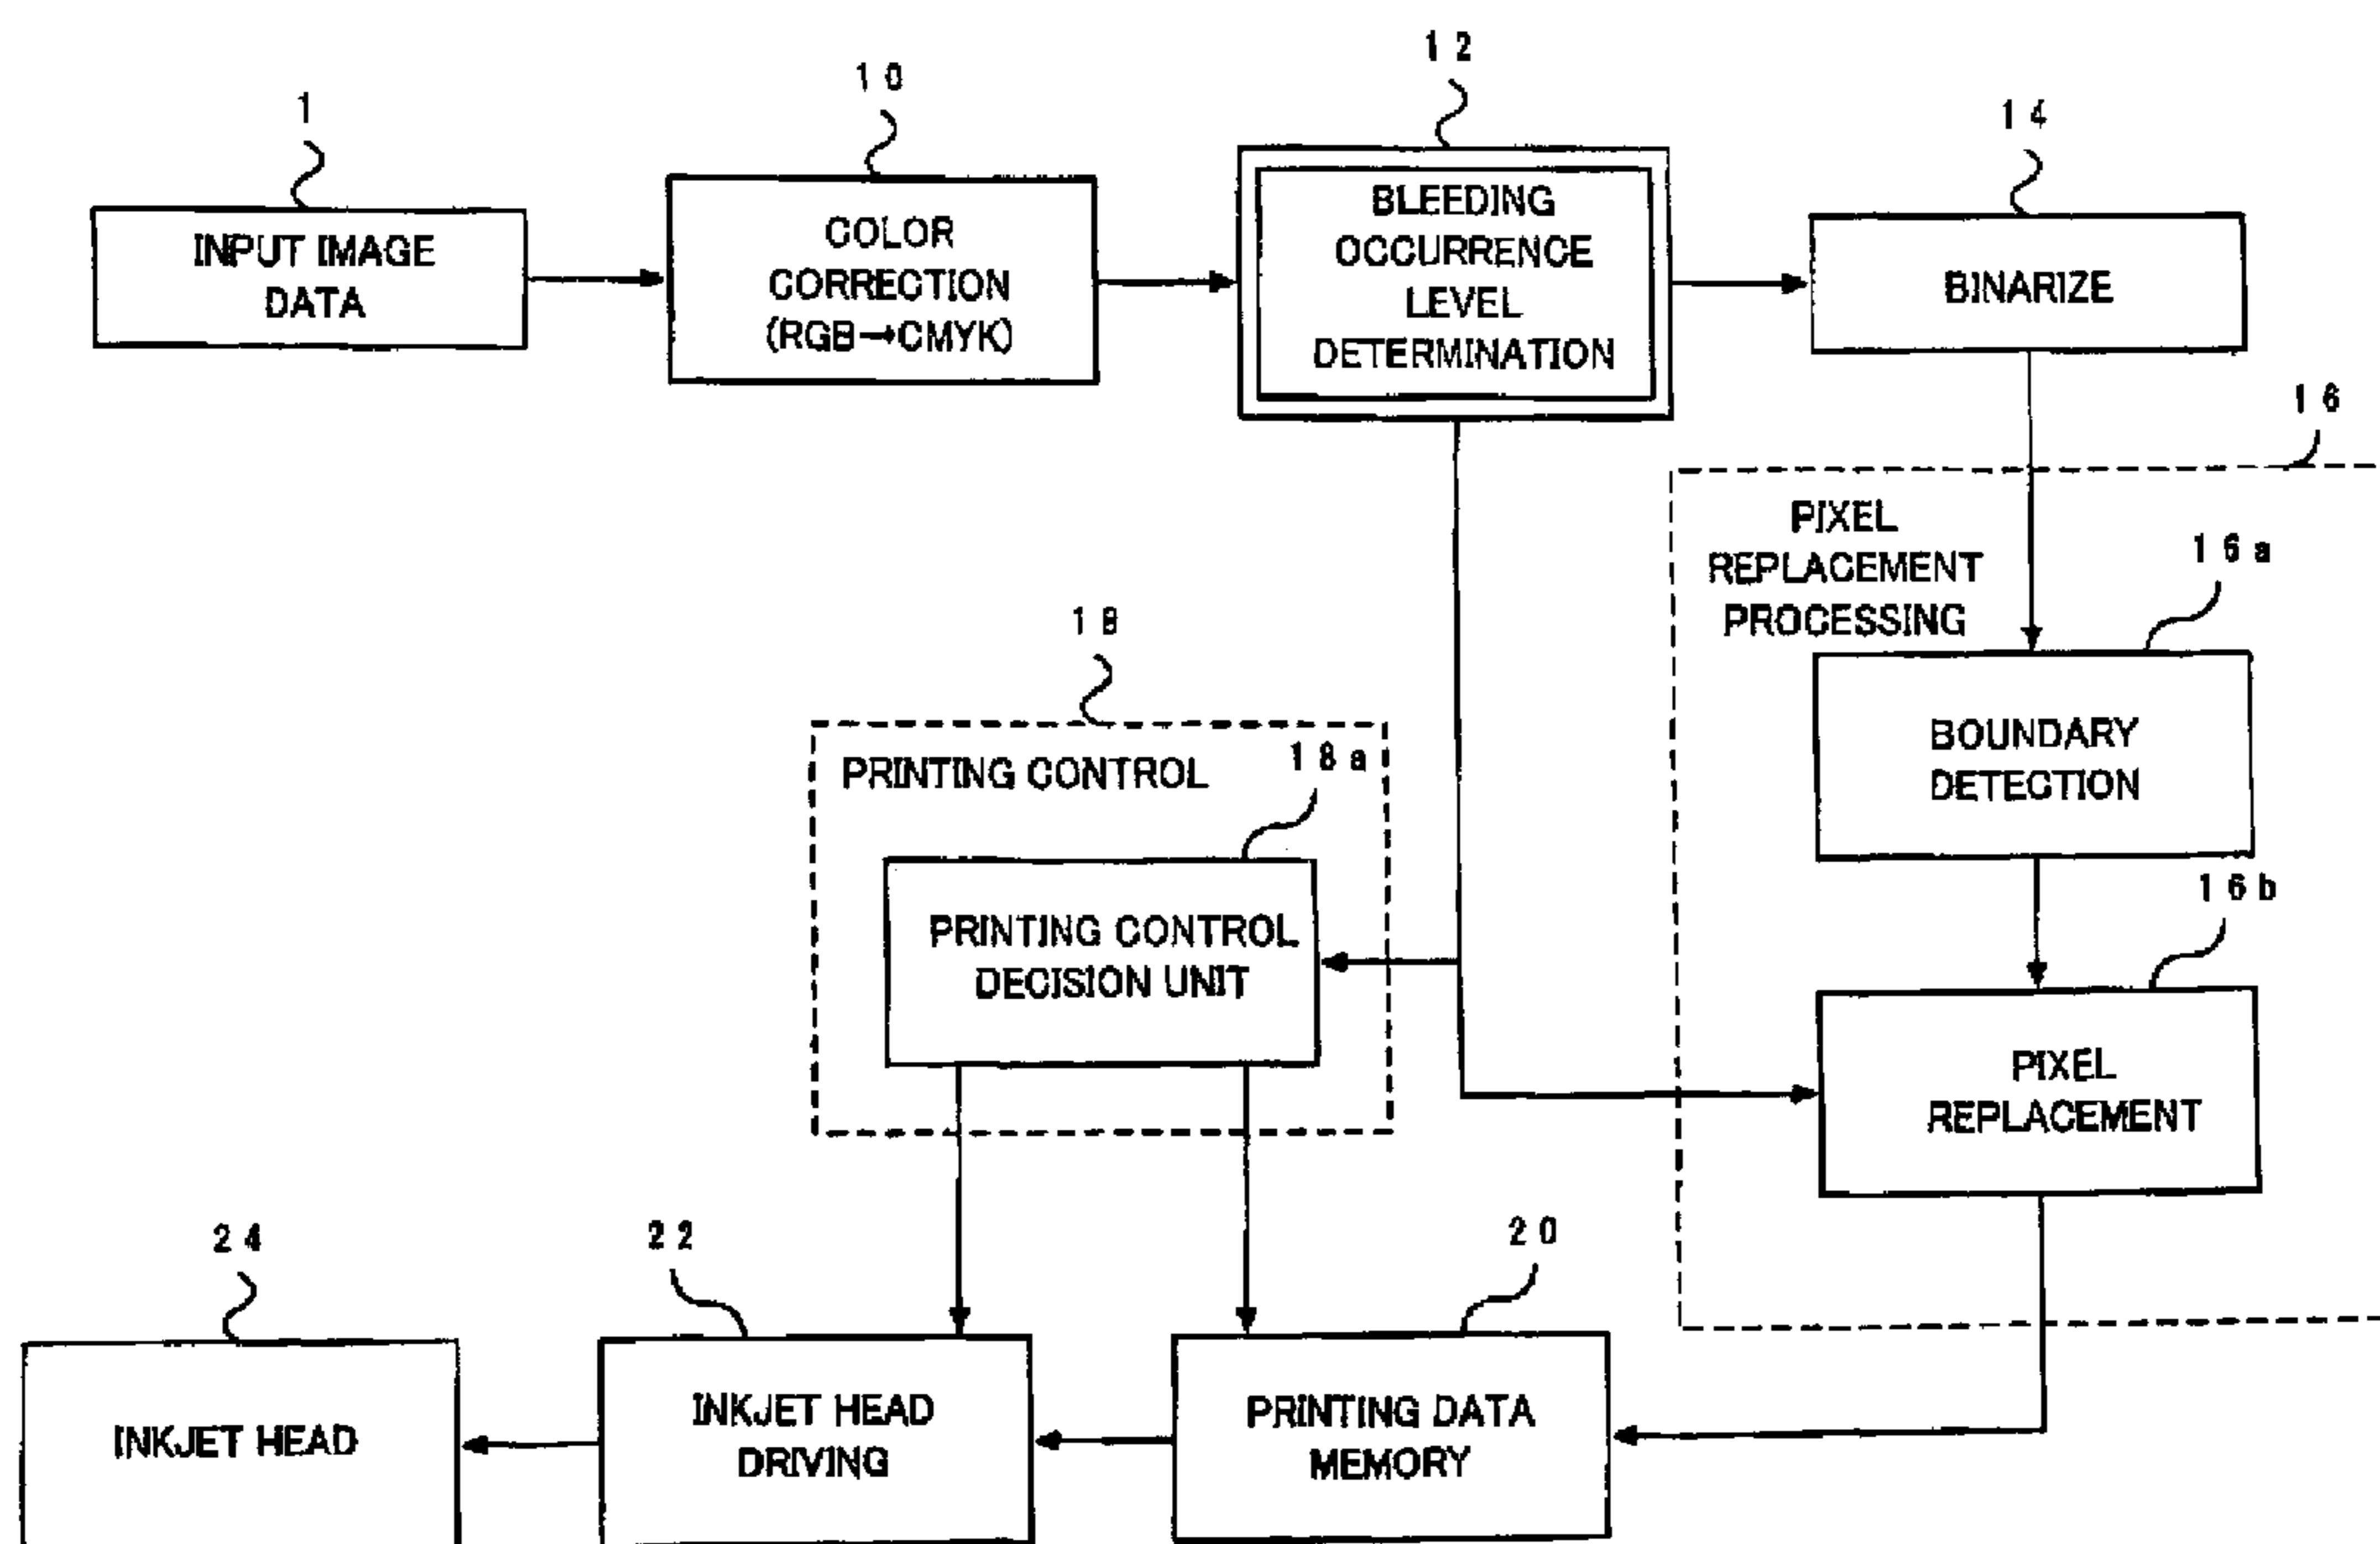 1
INPUT IMAGE
DATA
10
COLOR
CORRECTION
(RGB→CMYK)
12
BLEEDING
OCCURRENCE
LEVEL
DETERMINATION
14
BINARIZE
16
PIXEL
REPLACEMENT
PROCESSING
16a
BOUNDARY
DETECTION
16b
PIXEL
REPLACEMENT
18
PRINTING CONTROL
18a
PRINTING CONTROL
DECISION UNIT
20
PRINTING DATA
MEMORY
22
INKJET HEAD
DRIVING
24
INKJET HEAD